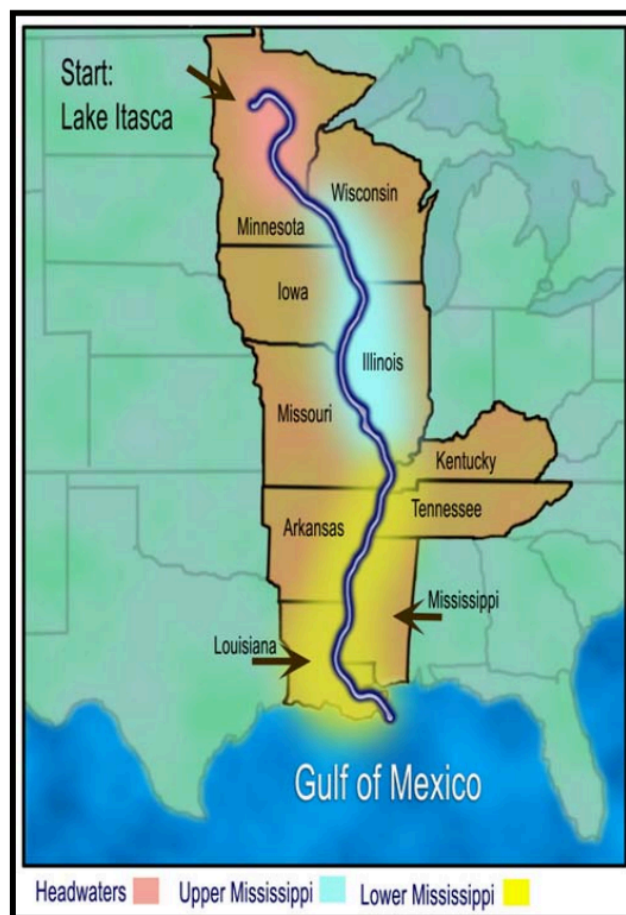 Start:
Lake Itasca
Wisconsin
Minnesota
Iowa
Illinois
Missouri
Kentucky
Tennessee
Arkansas
Mississippi
Louisiana
Gulf of Mexico
Headwaters Upper Mississippi Lower Mississippi